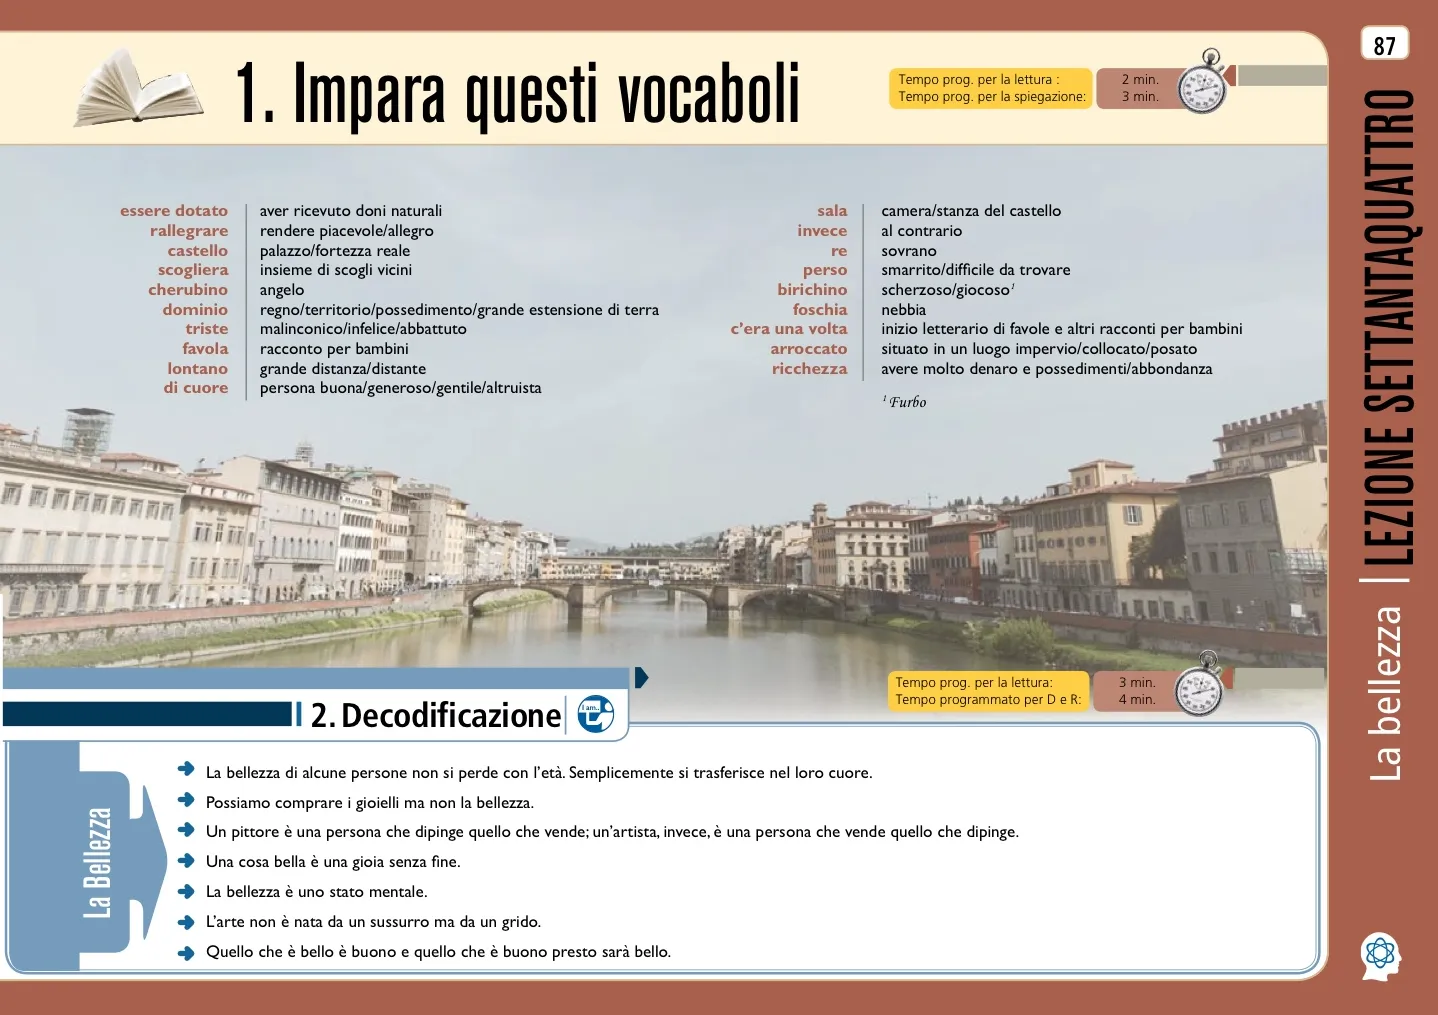 87
LEZIONE SETTANTAQUATTRO
La bellezza
1. Impara questi vocaboli
Tempo prog. per la lettura : 2 min.
Tempo prog. per la spiegazione: 3 min.
essere dotato aver ricevuto doni naturali
rallegrare rendere piacevole/allegro
castello palazzo/fortezza reale
scogliera insieme di scogli vicini
cherubino angelo
dominio regno/territorio/possedimento/grande estensione di terra
triste malinconico/infelice/abbattuto
favola racconto per bambini
lontano grande distanza/distante
di cuore persona buona/generoso/gentile/altruista
sala camera/stanza del castello
invece al contrario
re sovrano
perso smarrito/difficile da trovare
birichino scherzoso/giocoso¹
foschia nebbia
c’era una volta inizio letterario di favole e altri racconti per bambini
arroccato situato in un luogo impervio/collocato/posato
ricchezza avere molto denaro e possedimenti/abbondanza
¹ Furbo
2. Decodificazione
I am..
Tempo prog. per la lettura: 3 min.
Tempo programmato per D e R: 4 min.
La Bellezza
La bellezza di alcune persone non si perde con l’età. Semplicemente si trasferisce nel loro cuore.
Possiamo comprare i gioielli ma non la bellezza.
Un pittore è una persona che dipinge quello che vende; un’artista, invece, è una persona che vende quello che dipinge.
Una cosa bella è una gioia senza fine.
La bellezza è uno stato mentale.
L’arte non è nata da un sussurro ma da un grido.
Quello che è bello è buono e quello che è buono presto sarà bello.